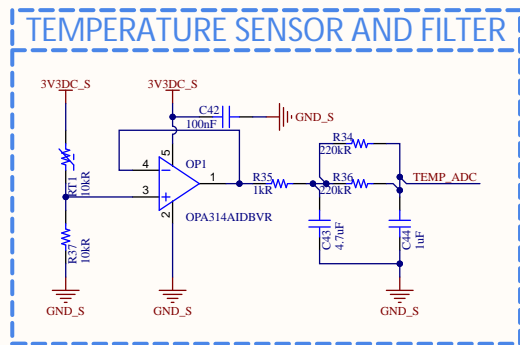 TEMPERATURE SENSOR AND FILTER
3V3DC_S
3V3DC_S
C42
100nF
GND_S
R34
220kR
RT1
10kR
4
5
OP1
1
3
2
OPA314AIDBVR
R35
1kR
R36
220kR
TEMP_ADC
R37
10kR
C43
4.7uF
C44
1uF
GND_S
GND_S
GND_S